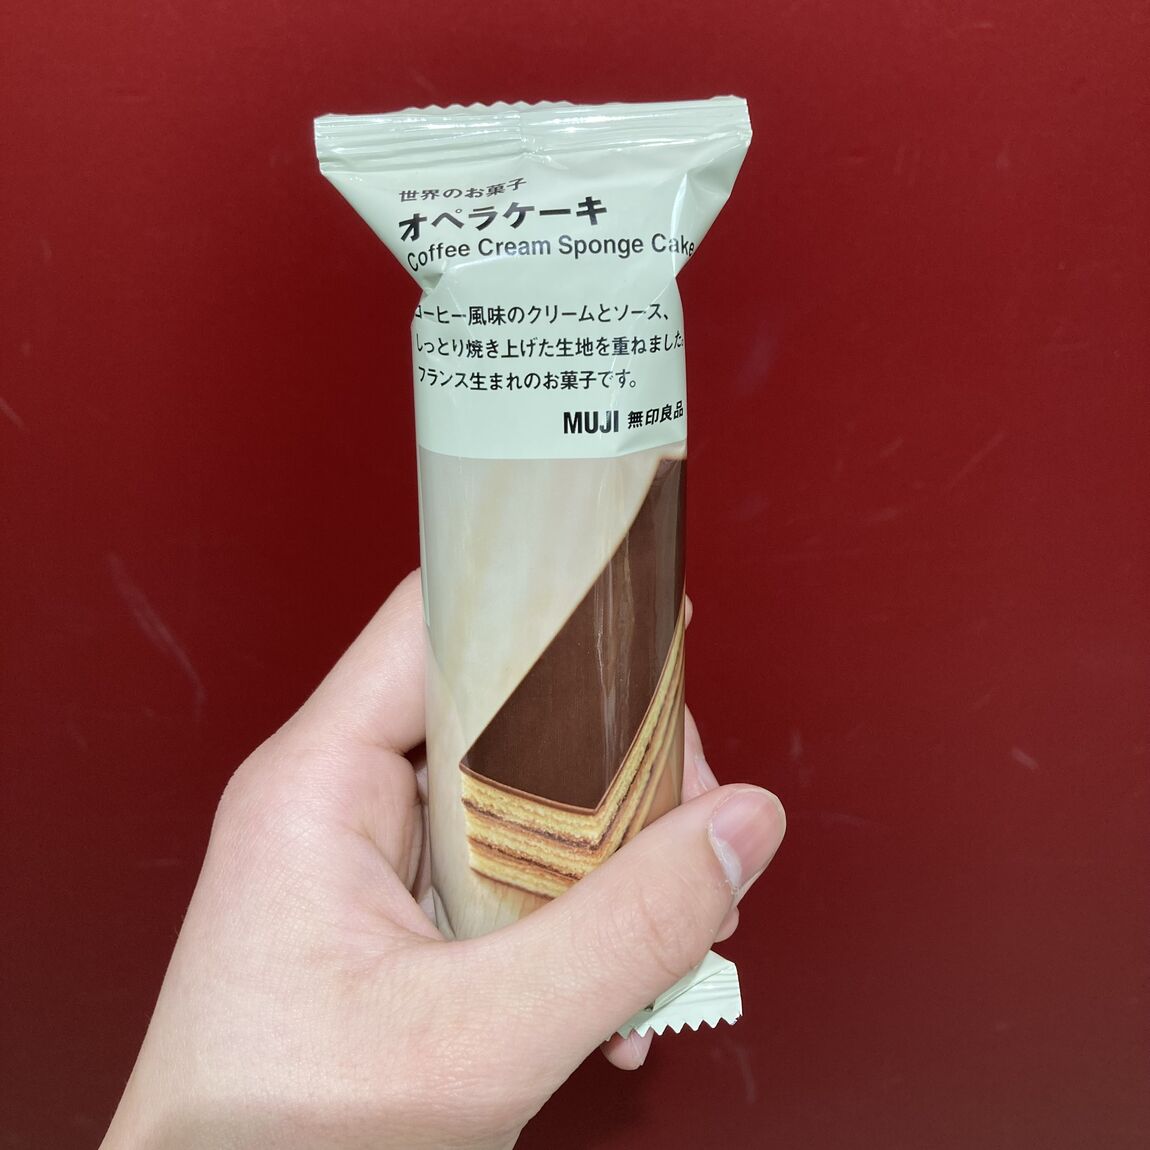 世界のお菓子
オペラケーキ
Coffee Cream Sponge Cake
コーヒー風味のクリームとソース、
しっとり焼き上げた生地を重ねました。
フランス生まれのお菓子です。
MUJI 無印良品